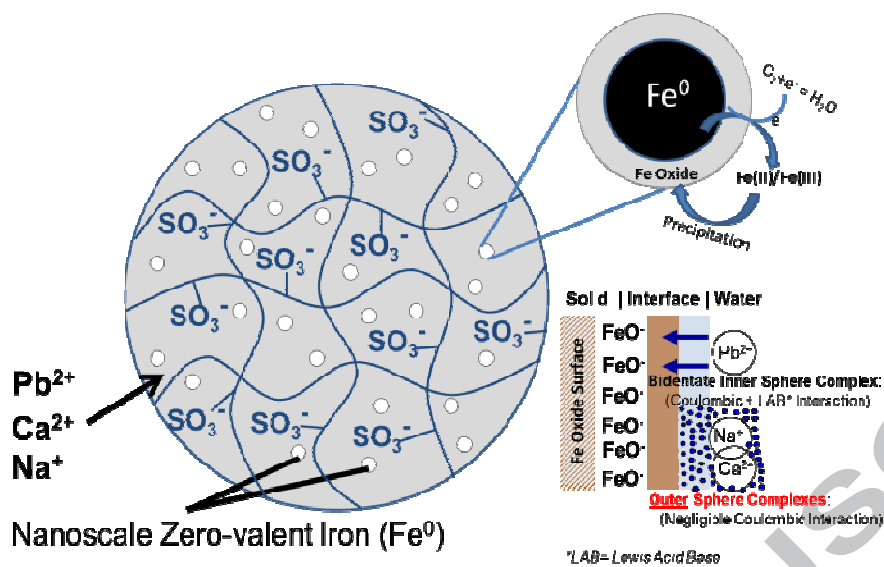 SO₃⁻
SO₃⁻
SO₃⁻
SO₃⁻
SO₃⁻
SO₃⁻
SO₃⁻
SO₃⁻
SO₃⁻
SO₃⁻
SO₃⁻
SO₃⁻
Pb²⁺
Ca²⁺
Na⁺
Nanoscale Zero-valent Iron (Fe⁰)
Fe⁰
Fe Oxide
e⁻ = H₂O
e
Fe(II)/Fe(III)
Precipitation
Solid | Interface | Water
Fe Oxide Surface
FeO⁻
FeO⁻
FeO⁻
FeO⁻
FeO⁻
FeO⁻
Pb²⁻
Bidentate Inner Sphere Complex:
(Coulombic + LAB* Interaction)
Na⁺
Ca²⁻
Outer Sphere Complexes:
(Negligible Coulombic Interaction)
*LAB= Lewis Acid Base